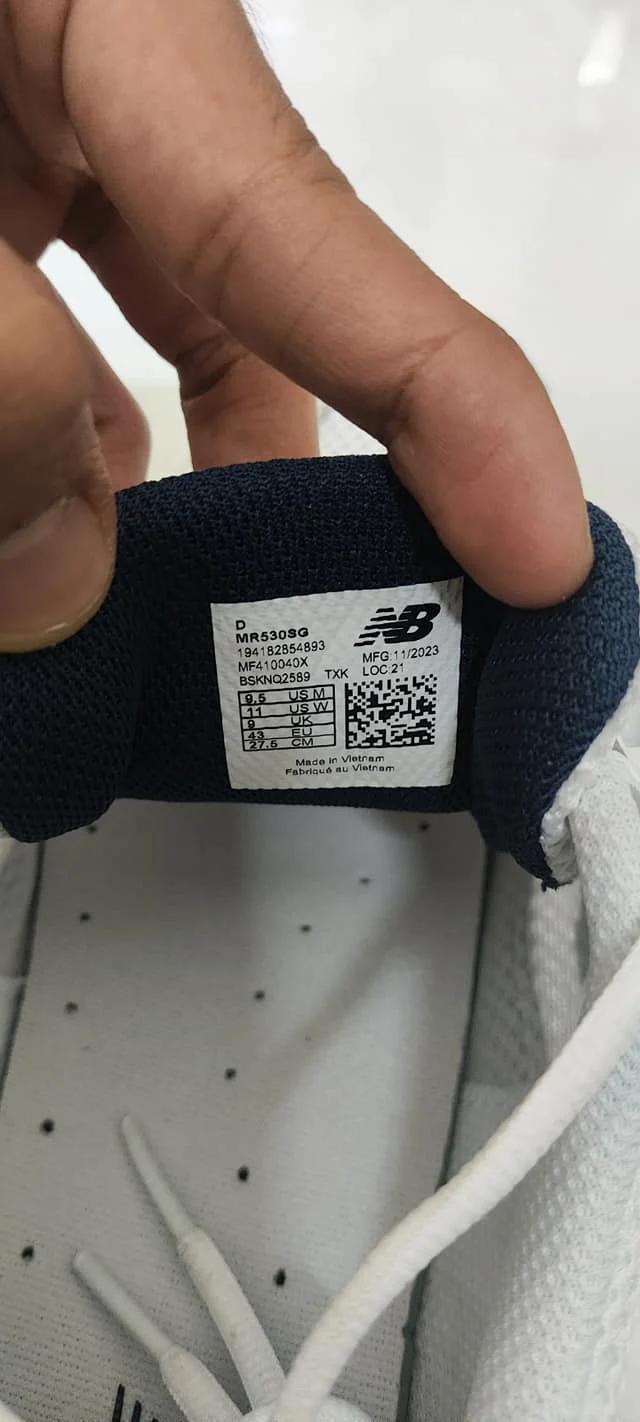 D
MR530SG
194182854893
MF410040X
BSKNQ2589 TXK
NB
MFG:11/2023
LOC:21
9.5 US M
11 US W
9 UK
43 EU
27.5 CM
Made in Vietnam
Fabriqué au Vietnam